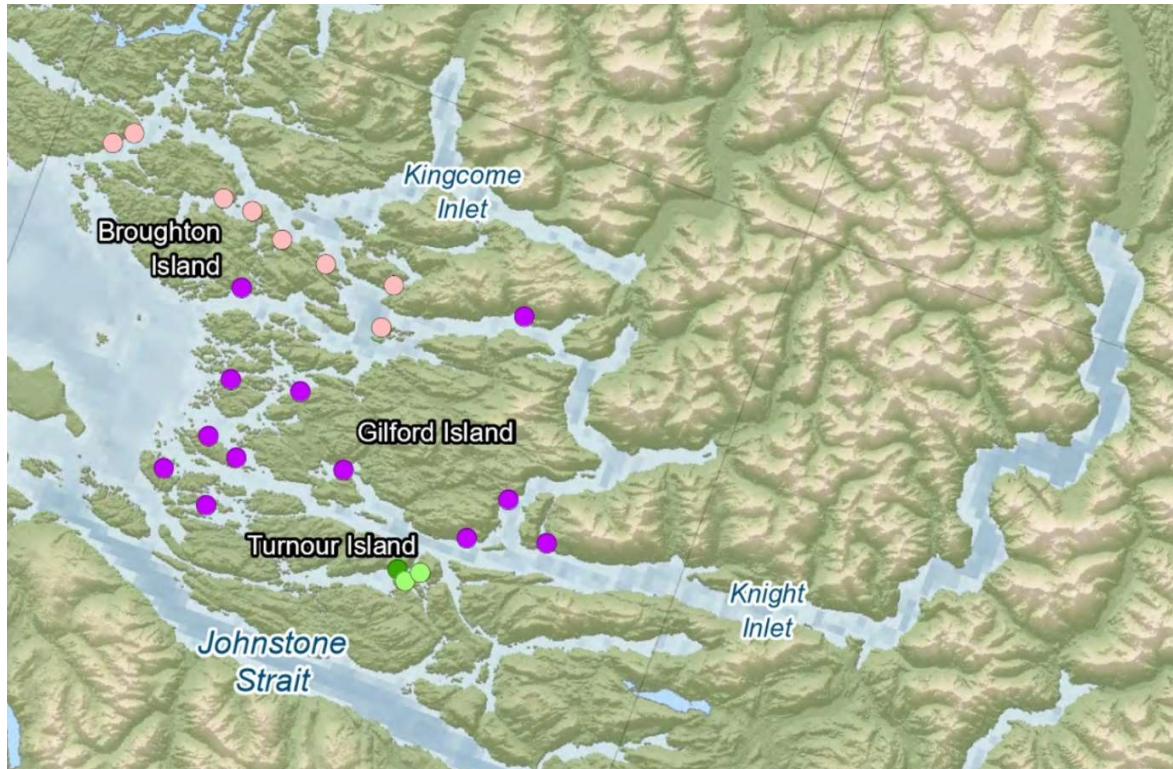 Kingcome
Inlet
Broughton
Island
Gilford Island
Turnour Island
Knight
Inlet
Johnstone
Strait